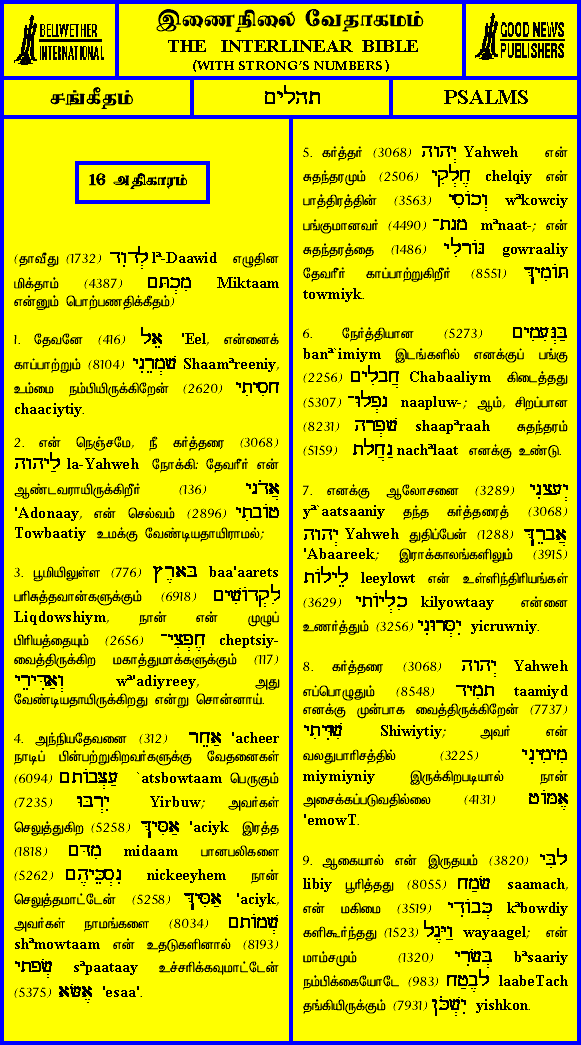 BELLWETHER
INTERNATIONAL
இணைநிலை வேதாகமம்
THE INTERLINEAR BIBLE
(WITH STRONG'S NUMBERS)
GOOD NEWS
PUBLISHERS
சங்கீதம்
תהלים
PSALMS
16 அதிகாரம்
(தாவீது (1732) לְדָוִד lª-Daawid எழுதின
மிக்தாம் (4387) מִכְתָּם Miktaam
என்னும் பொற்பணதிக்கீதம்)
1. தேவனே (416) אֵל 'Eel, என்னைக்
காப்பாற்றும் (8104) שָׁמְרֵנִי Shaamªreeniy,
உம்மை நம்பியிருக்கிறேன் (2620) חָסִיתִי
chaaciytiy.
2. என் நெஞ்சமே, நீ கர்த்தரை (3068)
לַיהוָה la-Yahweh நோக்கி: தேவரீர் என்
ஆண்டவராயிருக்கிறீர் (136) אֲדֹנָי
'Adonaay, என் செல்வம் (2896) טוֹבָתִי
Towbaatiy உமக்கு வேண்டியதாயிராமல்;
3. பூமியிலுள்ள (776) בָּאָרֶץ baa'aarets
பரிசுத்தவான்களுக்கும் (6918) לִקְדוֹשִׁים
Liqdowshiym, நான் என் முழுப்
பிரியத்தையும் (2656) חֶפְצִי־ cheptsiy-
வைத்திருக்கிற மகாத்துமாக்களுக்கும் (117)
וְאַדִּירֵי wª'adiyreey, அது
வேண்டியதாயிருக்கிறது என்று சொன்னாய்.
4. அந்நியதேவனை (312) אַחֵר 'acheer
நாடிப் பின்பற்றுகிறவர்களுக்கு வேதனைகள்
(6094) עַצְּבוֹתָם `atsbowtaam பெருகும்
(7235) יִרְבּוּ Yirbuw; அவர்கள்
செலுத்துகிற (5258) אַסִּיךְ 'aciyk இரத்த
(1818) מִדָּם midaam பானபலிகளை
(5262) נִסְכֵּיהֶם nickeeyhem நான்
செலுத்தமாட்டேன் (5258) אַסִּיךְ 'aciyk,
அவர்கள் நாமங்களை (8034) שְׁמוֹתָם
shªmowtaam என் உதடுகளினால் (8193)
שְׂפָתָי sªpaataay உச்சரிக்கவுமாட்டேன்
(5375) אֶשָּׂא 'esaa'.
5. கர்த்தர் (3068) יְהוָה Yahweh என்
சுதந்தரமும் (2506) חֶלְקִי chelqiy என்
பாத்திரத்தின் (3563) וְכוֹסִי wªkowciy
பங்குமானவர் (4490) מְנָת־ mªnaat-; என்
சுதந்தரத்தை (1486) גּוֹרָלִי gowraaliy
தேவரீர் காப்பாற்றுகிறீர் (8551) תּוֹמִיךְ
towmiyk.
6. நேர்த்தியான (5273) בַּנְּעִמִים
banª`imiym இடங்களில் எனக்குப் பங்கு
(2256) חֲבָלִים Chabaaliym கிடைத்தது
(5307) נָפְלוּ־ naapluw-; ஆம், சிறப்பான
(8231) שָׁפְרָה shaapªraah சுதந்தரம்
(5159) נַחֲלָת nachªlaat எனக்கு உண்டு.
7. எனக்கு ஆலோசனை (3289) יְעָצָנִי
yª`aatsaaniy தந்த கர்த்தரைத் (3068)
יְהוָה Yahweh துதிப்பேன் (1288) אֲבָרֵךְ
'Abaareek; இராக்காலங்களிலும் (3915)
לֵילוֹת leeylowt என் உள்ளிந்திரியங்கள்
(3629) כִלְיוֹתָי kilyowtaay என்னை
உணர்த்தும் (3256) יִסְּרוּנִי yicruwniy.
8. கர்த்தரை (3068) יְהוָה Yahweh
எப்பொழுதும் (8548) תָמִיד taamiyd
எனக்கு முன்பாக வைத்திருக்கிறேன் (7737)
שִׁוִּיתִי Shiwiytiy; அவர் என்
வலதுபாரிசத்தில் (3225) מִימִינִי
miymiyniy இருக்கிறபடியால் நான்
அசைக்கப்படுவதில்லை (4131) אֶמּוֹט
'emowT.
9. ஆகையால் என் இருதயம் (3820) לִבִּי
libiy பூரித்தது (8055) שָׂמַח saamach,
என் மகிமை (3519) כְּבוֹדִי kªbowdiy
களிகூர்ந்தது (1523) וַיָּגֶל wayaagel; என்
மாம்சமும் (1320) בְּשָׂרִי bªsaariy
நம்பிக்கையோடே (983) לָבֶטַח laabeTach
தங்கியிருக்கும் (7931) יִשְׁכֹּן yishkon.